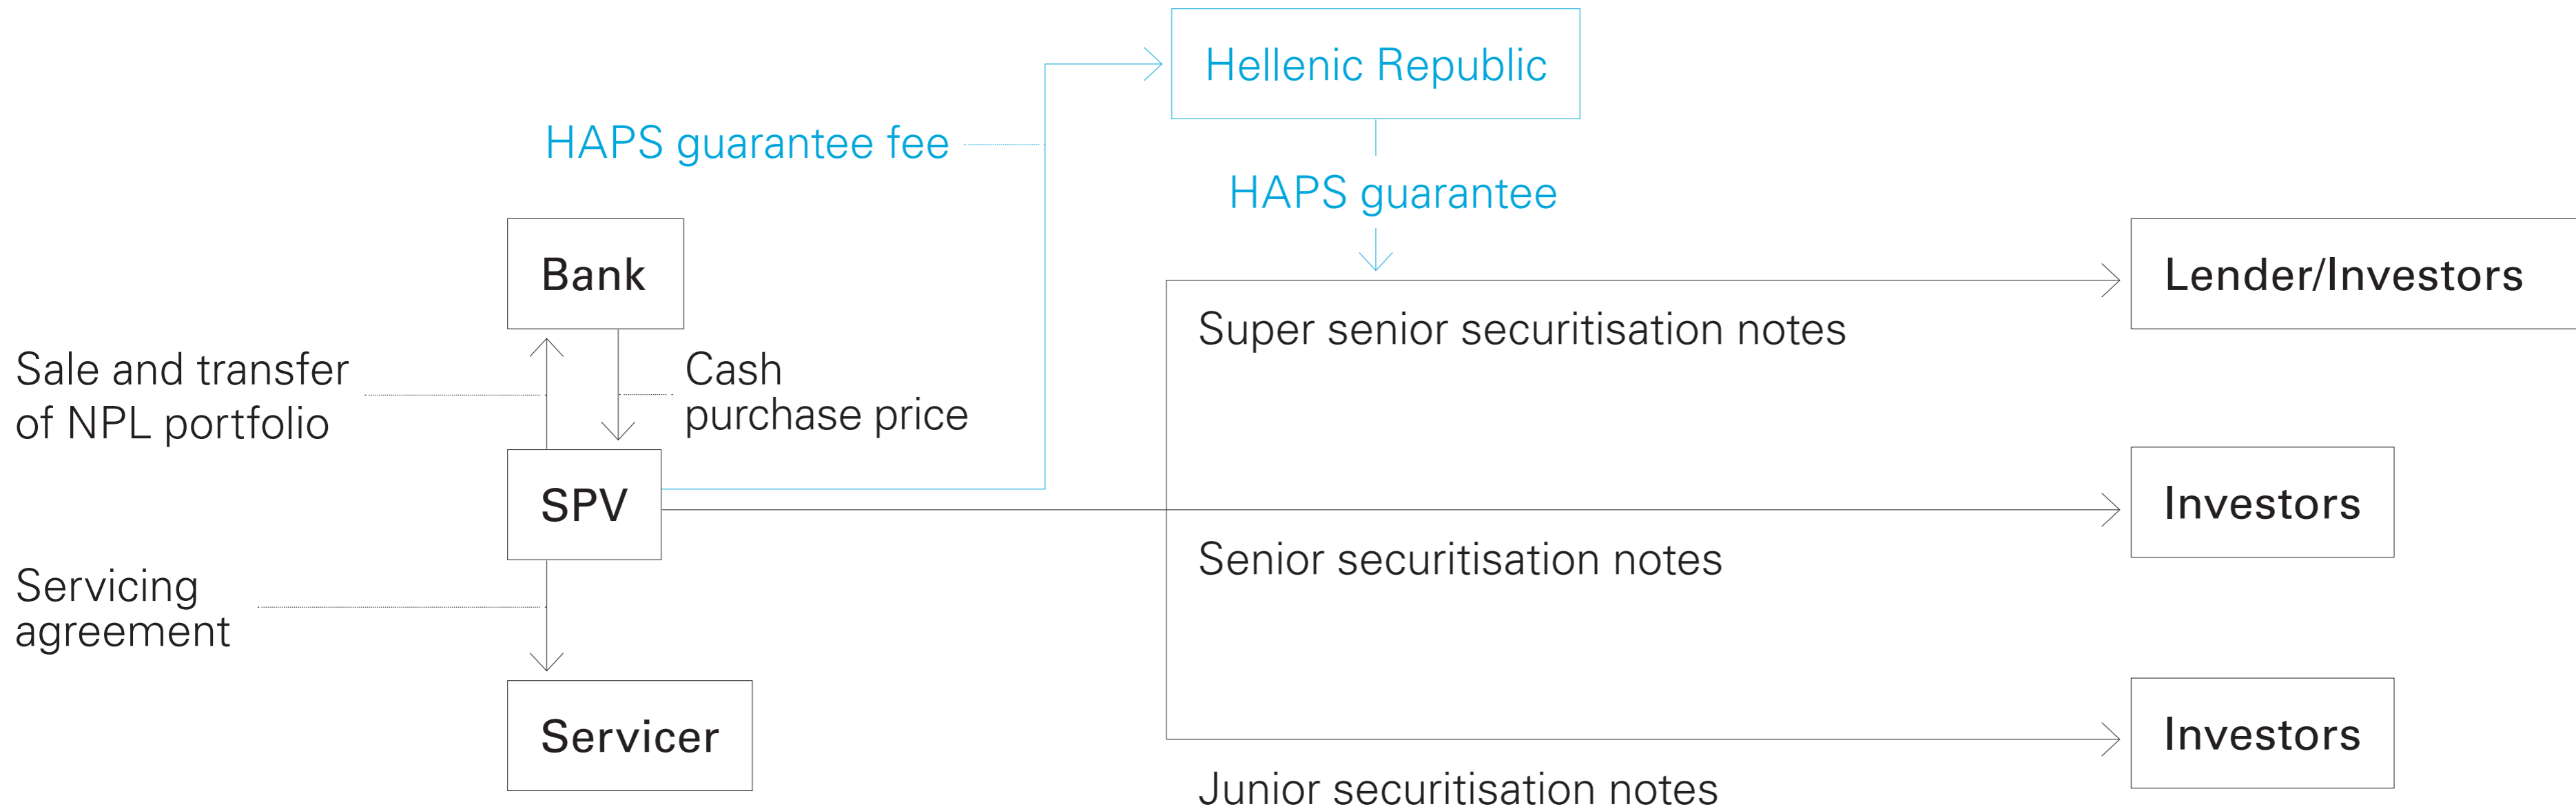 Hellenic Republic
HAPS guarantee fee
HAPS guarantee
Bank
Lender/Investors
Super senior securitisation notes
Sale and transfer
of NPL portfolio
Cash
purchase price
SPV
Investors
Senior securitisation notes
Servicing
agreement
Servicer
Investors
Junior securitisation notes